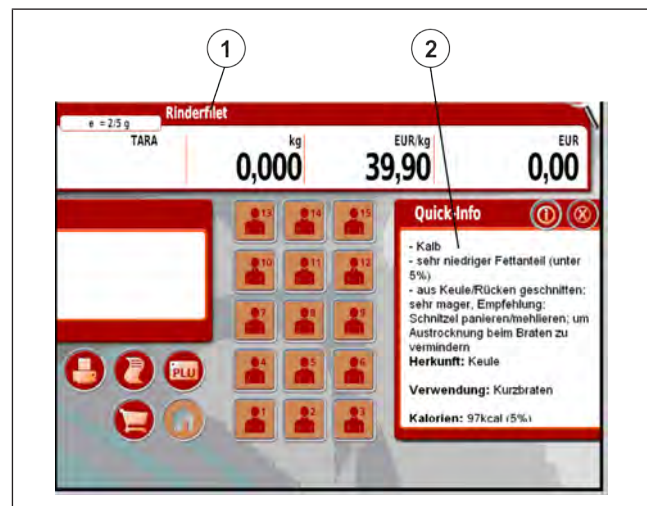 1
2
Rinderfilet
e = 2/5 g
TARA
kg
EUR/kg
EUR
0,000
39,90
0,00
Quick-Info
- Kalb
- sehr niedriger Fettanteil (unter
5%)
- aus Keule/Rücken geschnitten:
sehr mager, Empfehlung:
Schnitzel panieren/mehlieren; um
Austrocknung beim Braten zu
vermindern
Herkunft: Keule
Verwendung: Kurzbraten
Kalorien: 97kcal (5%)
13
14
15
10
11
12
7
8
9
4
5
6
PLU
1
2
3